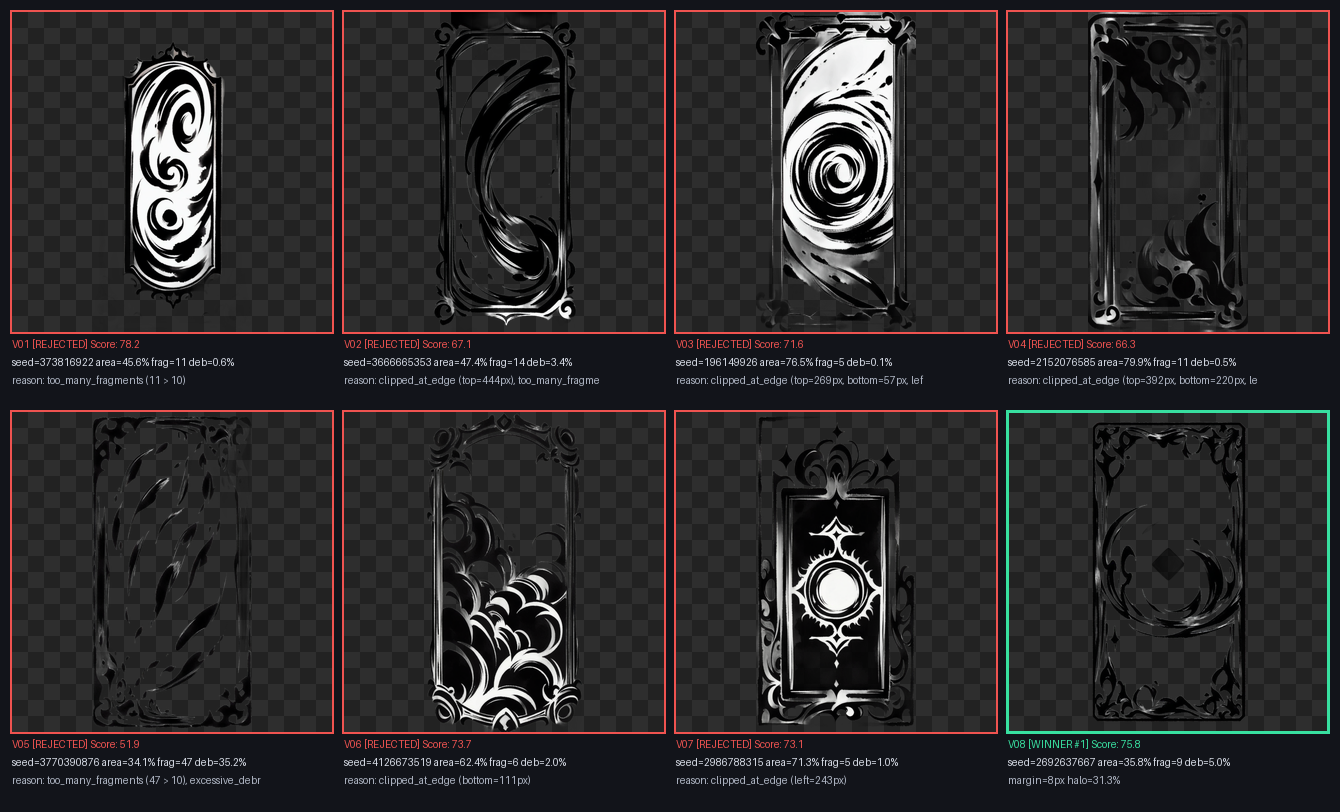 V01 [REJECTED] Score: 78.2
seed=373816922 area=45.6% frag=11 deb=0.6%
reason: too_many_fragments (11 > 10)
V02 [REJECTED] Score: 67.1
seed=3666665353 area=47.4% frag=14 deb=3.4%
reason: clipped_at_edge (top=444px), too_many_fragme
V03 [REJECTED] Score: 71.6
seed=196149926 area=76.5% frag=5 deb=0.1%
reason: clipped_at_edge (top=269px, bottom=57px, lef
V04 [REJECTED] Score: 66.3
seed=2152076585 area=79.9% frag=11 deb=0.5%
reason: clipped_at_edge (top=392px, bottom=220px, le
V05 [REJECTED] Score: 51.9
seed=3770390876 area=34.1% frag=47 deb=35.2%
reason: too_many_fragments (47 > 10), excessive_debr
V06 [REJECTED] Score: 73.7
seed=4126673519 area=62.4% frag=6 deb=2.0%
reason: clipped_at_edge (bottom=111px)
V07 [REJECTED] Score: 73.1
seed=2986788315 area=71.3% frag=5 deb=1.0%
reason: clipped_at_edge (left=243px)
V08 [WINNER #1] Score: 75.8
seed=2692637667 area=35.8% frag=9 deb=5.0%
margin=8px halo=31.3%